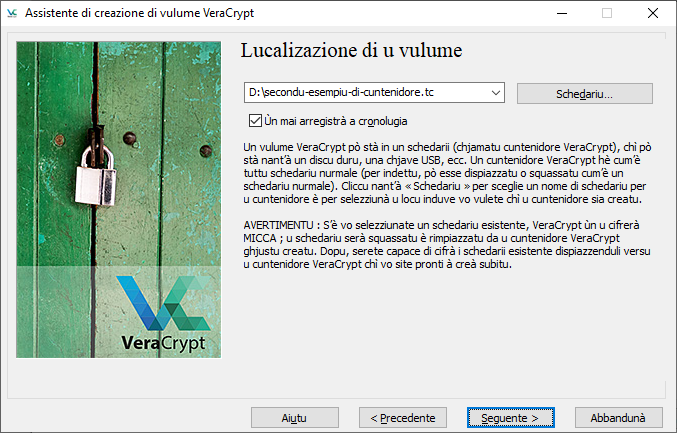 Assistente di creazione di vulume VeraCrypt
Lucalizazione di u vulume
D:\secondu-esempiu-di-cuntenidore.tc
Schedariu...
Ùn mai arregistrà a cronolugia
Un vulume VeraCrypt pò stà in un schedarii (chjamatu cuntenidore VeraCrypt), chì pò
stà nant'à un discu duru, una chjave USB, ecc. Un cuntenidore VeraCrypt hè cum'è
tuttu schedariu nurmale (per indettu, pò esse dispiazzatu o squassatu cum'è un
schedariu nurmale). Cliccu nant'à « Schedariu » per sceglie un nome di schedariu per
u cuntenidore è per selezziunà u locu induve vo vulete chì u cuntenidore sia creatu.
AVERTIMENTU : S'è vo selezziunate un schedariu esistente, VeraCrypt ùn u cifrerà
MICCA ; u schedariu serà squassatu è rimpiazzatu da u cuntenidore VeraCrypt
ghjustu creatu. Dopu, serete capace di cifrà i schedarii esistente dispiazzenduli versu
u cuntenidore VeraCrypt chì vo site pronti à creà subitu.
VeraCrypt
Aiutu
< Precedente
Seguente >
Abbandunà